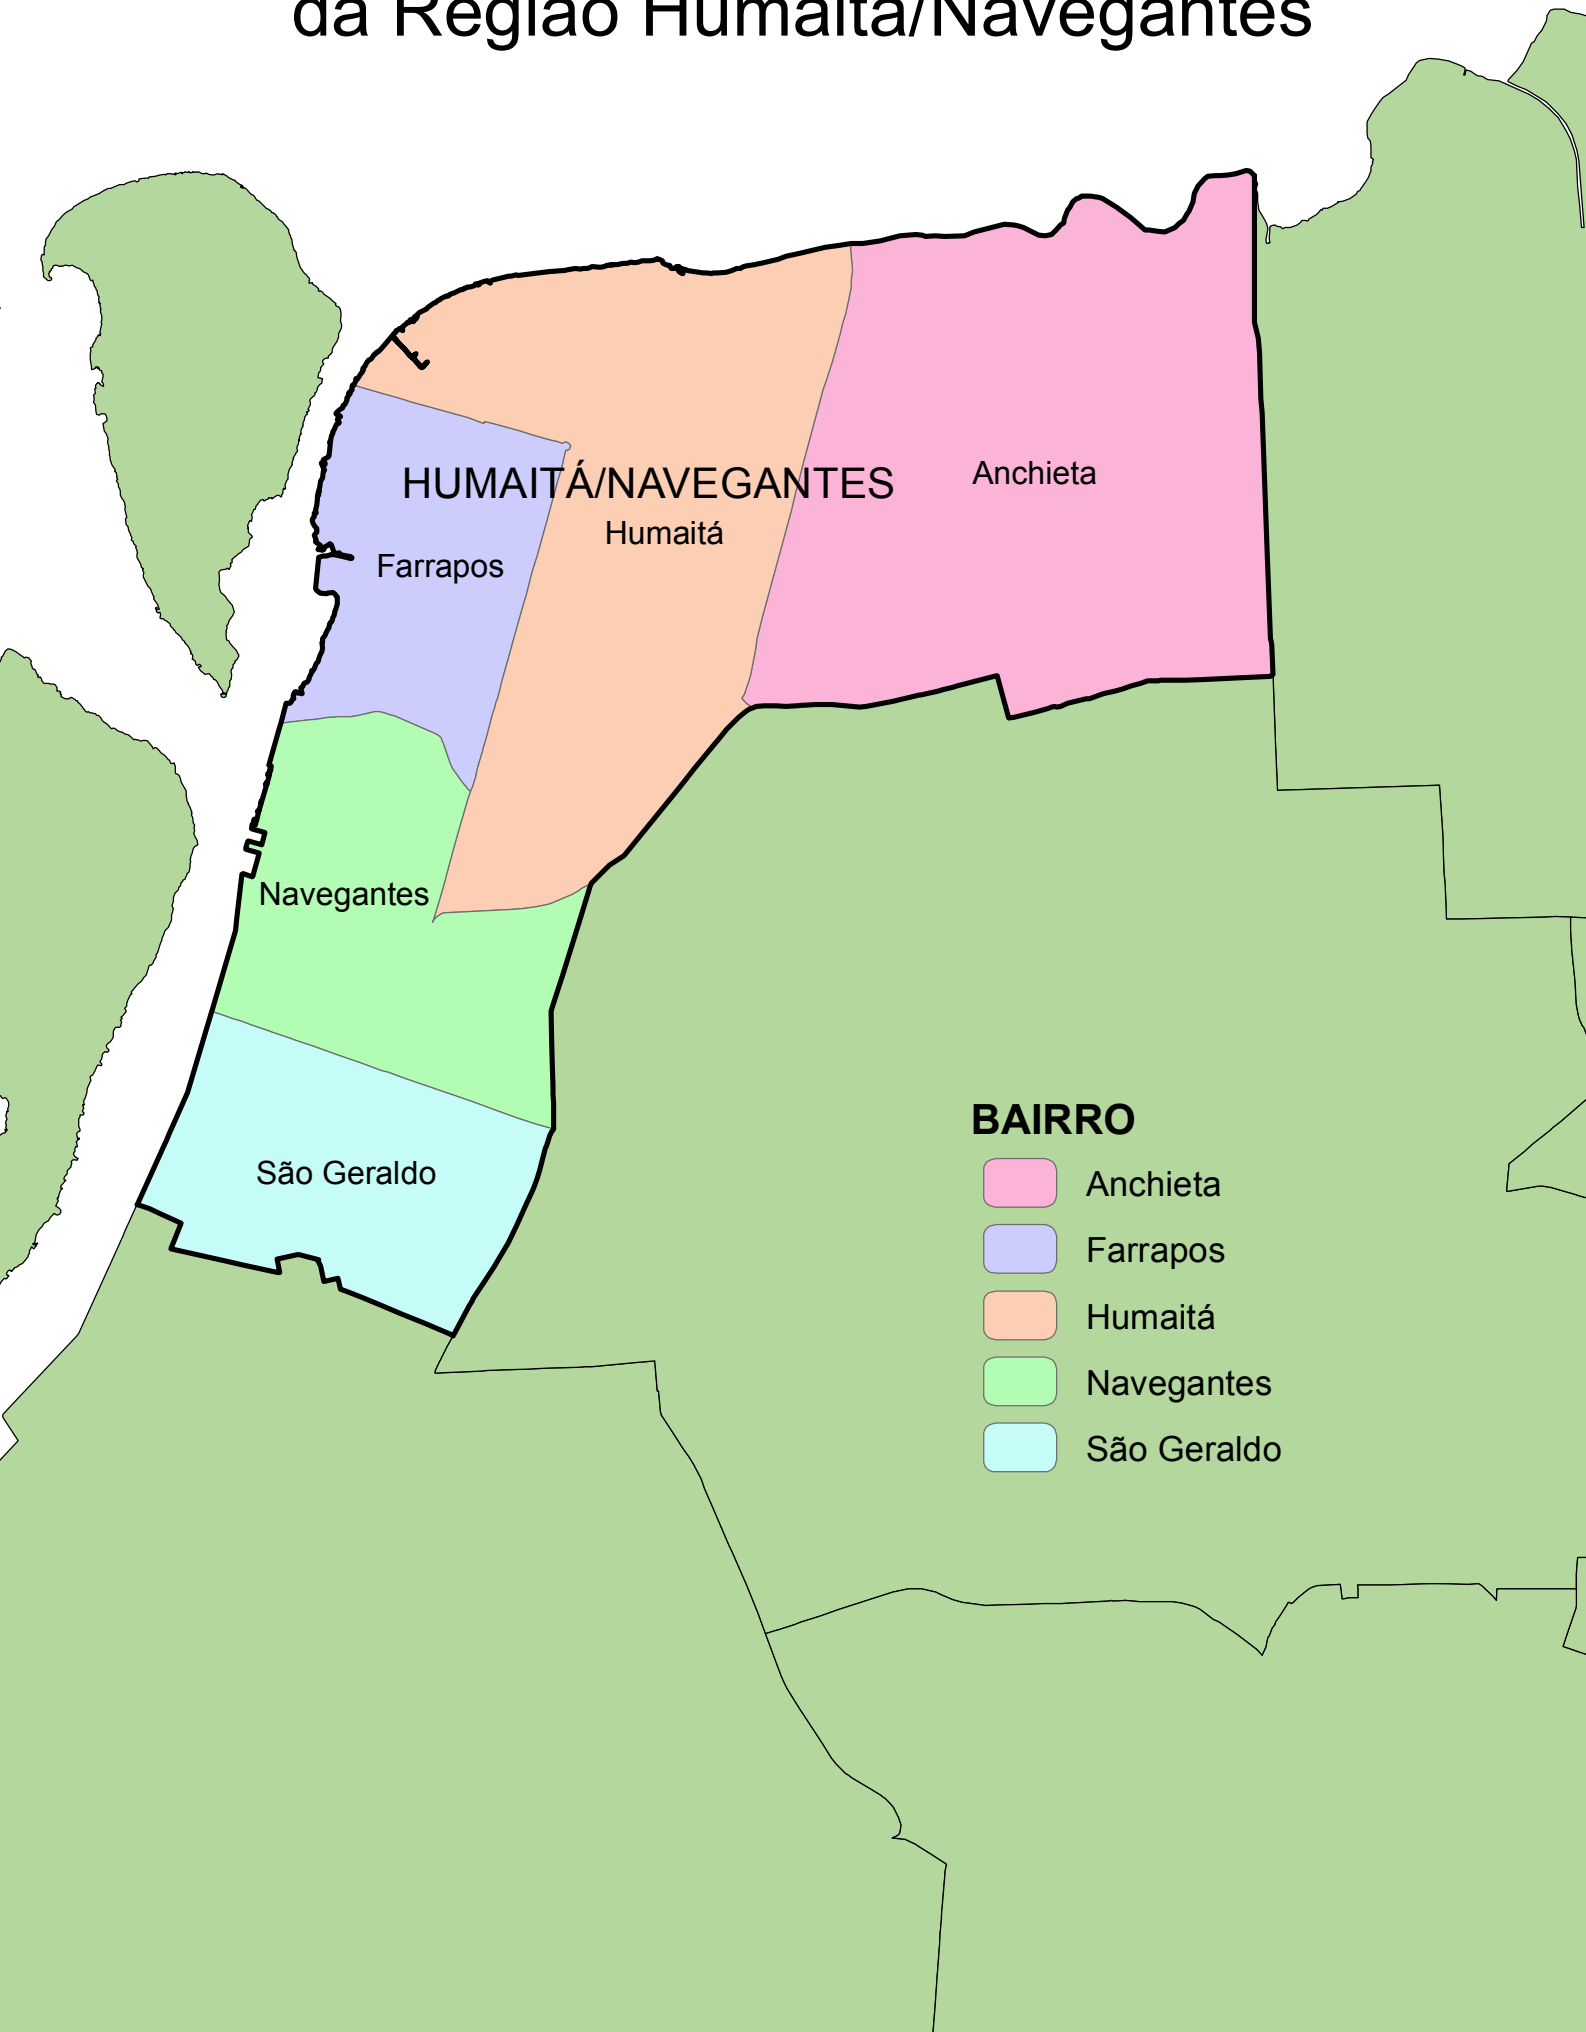 da Região Humaitá/Navegantes
HUMAITÁ/NAVEGANTES
Anchieta
Humaitá
Farrapos
Navegantes
São Geraldo
BAIRRO
Anchieta
Farrapos
Humaitá
Navegantes
São Geraldo